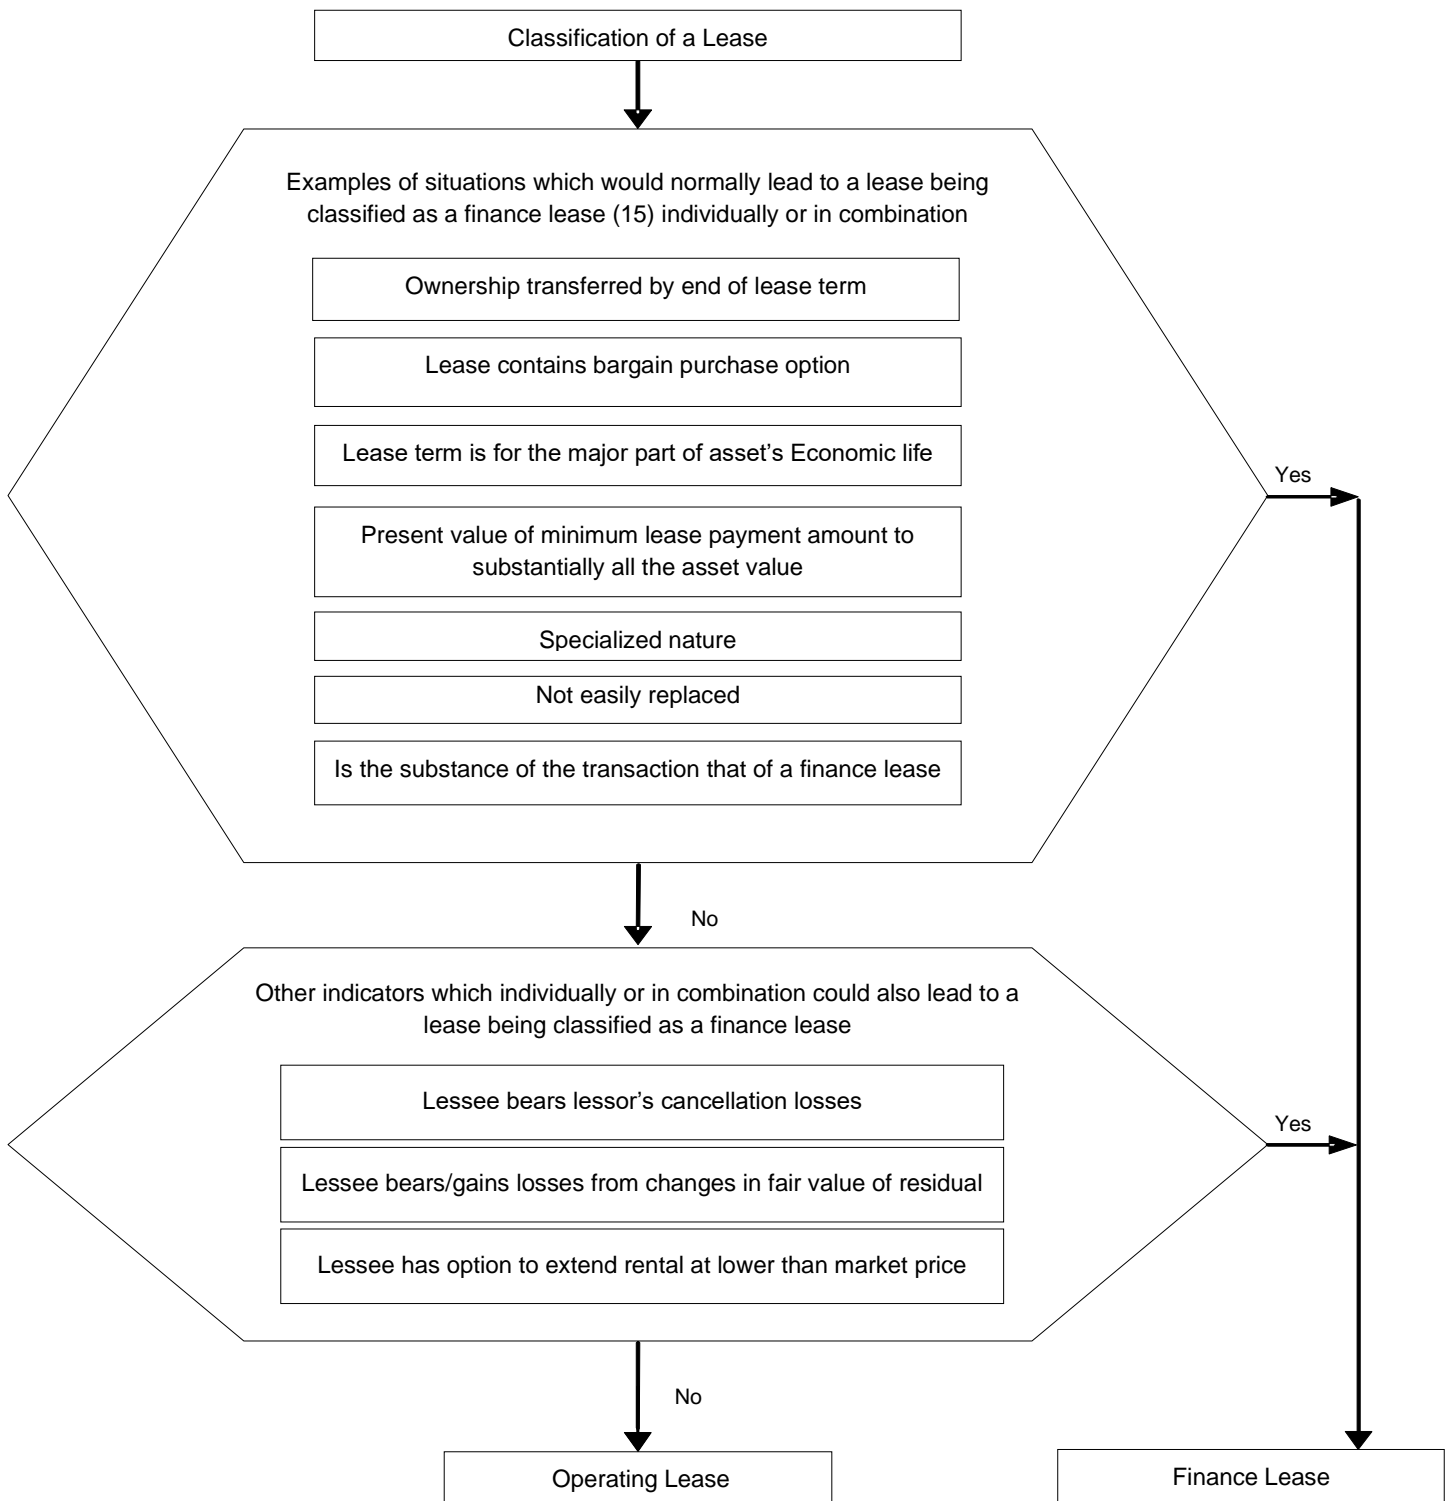 Classification of a Lease
Examples of situations which would normally lead to a lease being
classified as a finance lease (15) individually or in combination
Ownership transferred by end of lease term
Lease contains bargain purchase option
Lease term is for the major part of asset’s Economic life
Yes
Present value of minimum lease payment amount to
substantially all the asset value
Specialized nature
Not easily replaced
Is the substance of the transaction that of a finance lease
No
Other indicators which individually or in combination could also lead to a
lease being classified as a finance lease
Lessee bears lessor’s cancellation losses
Yes
Lessee bears/gains losses from changes in fair value of residual
Lessee has option to extend rental at lower than market price
No
Operating Lease
Finance Lease